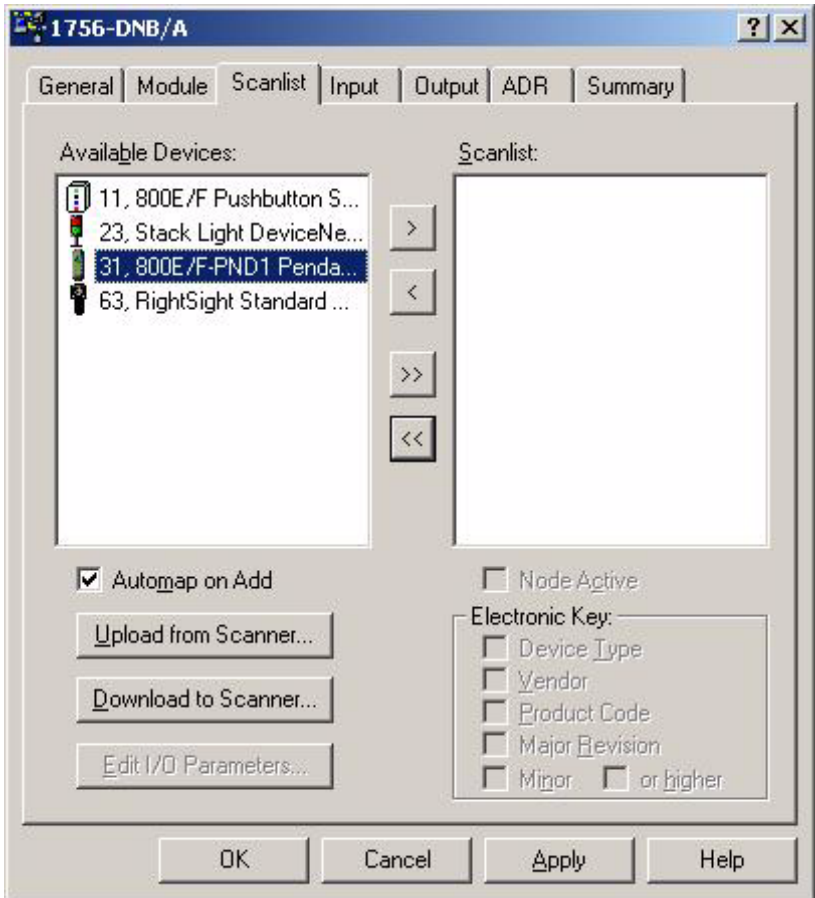 1756-DNB/A
General Module Scanlist Input Output ADR Summary
Available Devices:
Scanlist:
11, 800E/F Pushbutton S...
23, Stack Light DeviceNe...
31, 800E/F-PND1 Penda...
63, RightSight Standard ...
>
<
>>
<<
Automap on Add
Upload from Scanner...
Download to Scanner...
Edit I/O Parameters...
Node Active
Electronic Key:
Device Type
Vendor
Product Code
Major Revision
Minor or higher
OK Cancel Apply Help